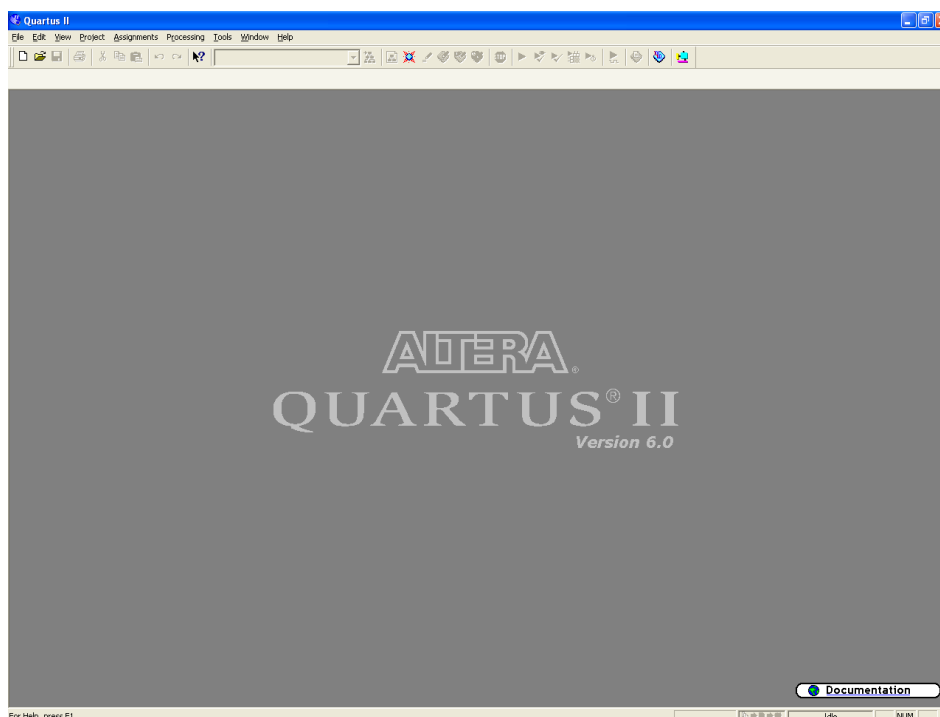 Quartus II
File Edit View Project Assignments Processing Tools Window Help
ALTERA®
QUARTUS® II
Version 6.0
Documentation
For Help, press F1
Idle NUM